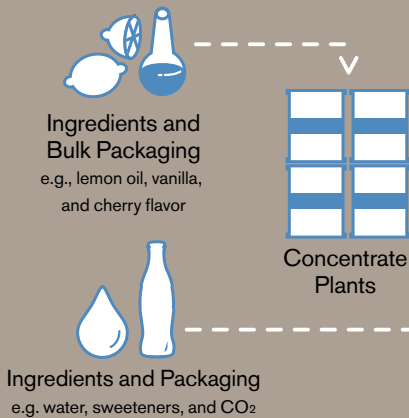 Ingredients and
Bulk Packaging
e.g., lemon oil, vanilla,
and cherry flavor
Concentrate
Plants
Ingredients and Packaging
e.g. water, sweeteners, and CO₂